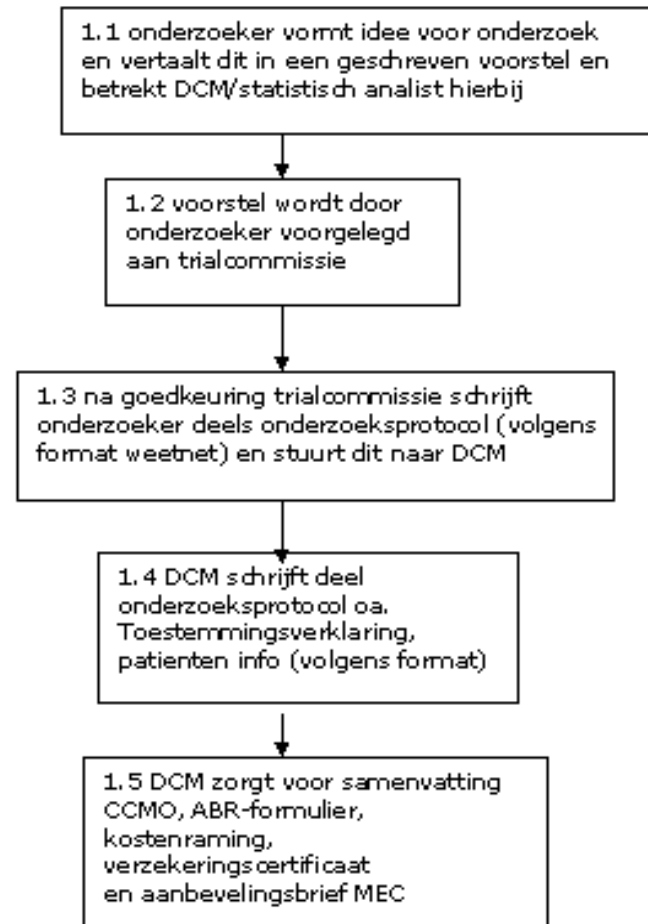 1.1 onderzoeker vormt idee voor onderzoek
en vertaalt dit in een geschreven voorstel en
betrekt DCM/statistisch analist hierbij
1.2 voorstel wordt door
onderzoeker voorgelegd
aan trialcommissie
1.3 na goedkeuring trialcommissie schrijft
onderzoeker deels onderzoeksprotocol (volgens
format weetnet) en stuurt dit naar DCM
1.4 DCM schrijft deel
onderzoeksprotocol oa.
Toestemmingsverklaring,
patienten info (volgens format)
1.5 DCM zorgt voor samenvatting
CCMO, ABR-formulier,
kostenraming,
verzekeringscertificaat
en aanbevelingsbrief MEC